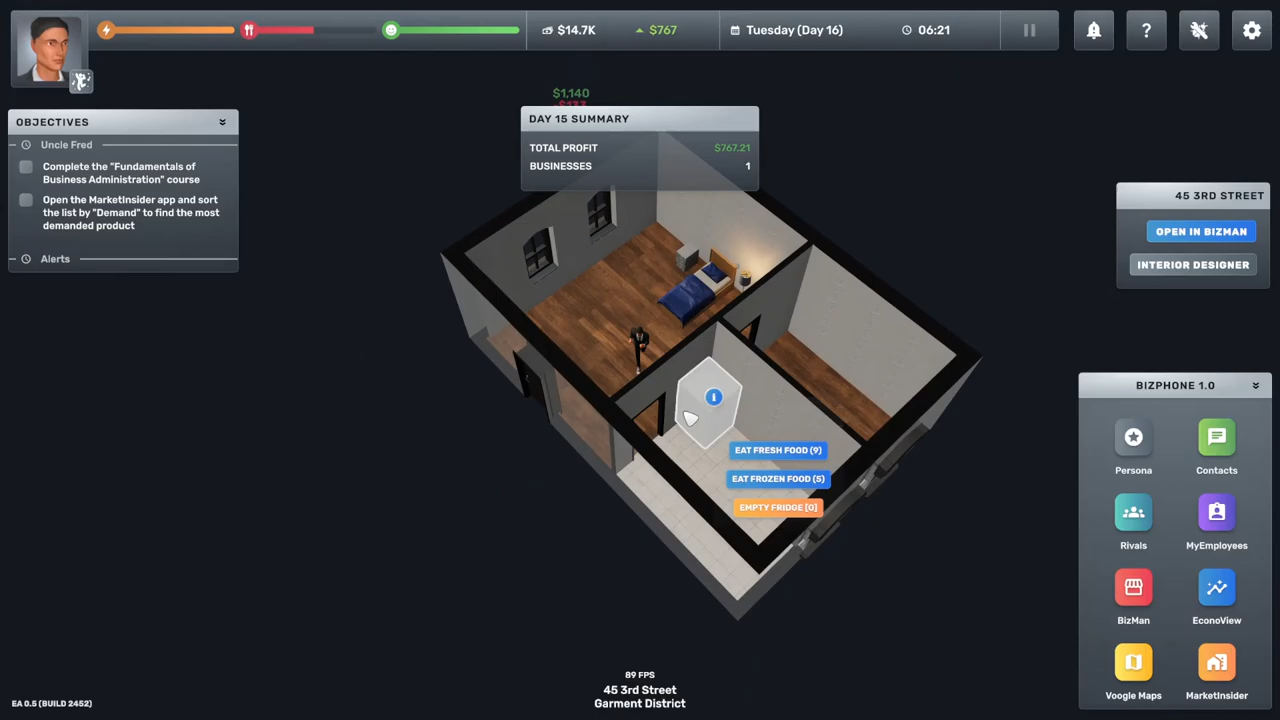 $14.7K
$767
Tuesday (Day 16)
06:21
?
OBJECTIVES
Uncle Fred
Complete the "Fundamentals of
Business Administration" course
Open the MarketInsider app and sort
the list by "Demand" to find the most
demanded product
Alerts
$1,140
DAY 15 SUMMARY
TOTAL PROFIT $767.21
BUSINESSES 1
45 3RD STREET
OPEN IN BIZMAN
INTERIOR DESIGNER
i
EAT FRESH FOOD (9)
EAT FROZEN FOOD (5)
EMPTY FRIDGE [0]
BIZPHONE 1.0
Persona
Contacts
Rivals
MyEmployees
BizMan
EconoView
Voogle Maps
MarketInsider
89 FPS
45 3rd Street
Garment District
EA 0.5 (BUILD 2452)